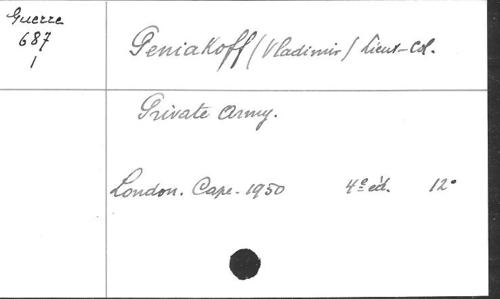 Guerre
687
1
Peniakoff (Vladimir) Lieut-Col.
Private Army.
London. Cape. 1950 4e éd. 12°